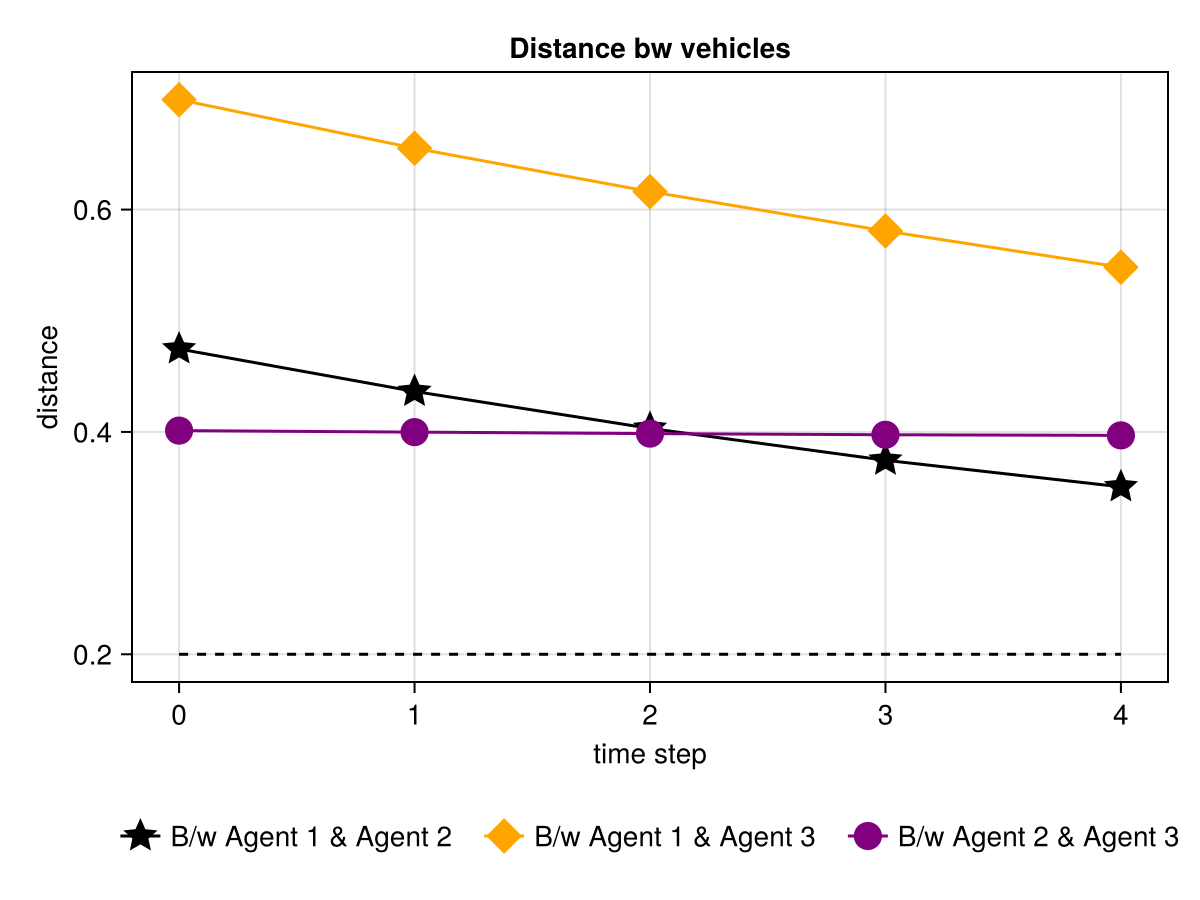 Distance bw vehicles
distance
0.6
0.4
0.2
0 1 2 3 4
time step
B/w Agent 1 & Agent 2 B/w Agent 1 & Agent 3 B/w Agent 2 & Agent 3